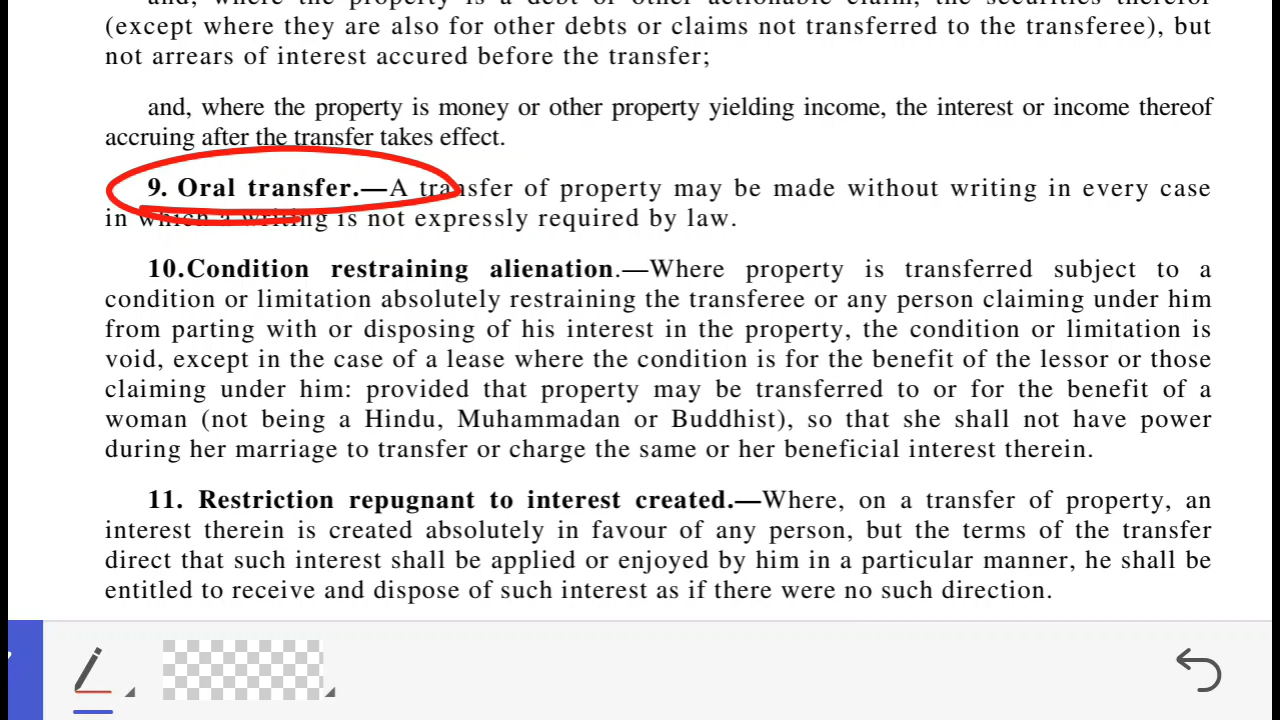 and, where the property is a debt or other actionable claim, the securities therefor
(except where they are also for other debts or claims not transferred to the transferee), but
not arrears of interest accured before the transfer;
and, where the property is money or other property yielding income, the interest or income thereof
accruing after the transfer takes effect.
9. Oral transfer.—A transfer of property may be made without writing in every case
in which a writing is not expressly required by law.
10.Condition restraining alienation.—Where property is transferred subject to a
condition or limitation absolutely restraining the transferee or any person claiming under him
from parting with or disposing of his interest in the property, the condition or limitation is
void, except in the case of a lease where the condition is for the benefit of the lessor or those
claiming under him: provided that property may be transferred to or for the benefit of a
woman (not being a Hindu, Muhammadan or Buddhist), so that she shall not have power
during her marriage to transfer or charge the same or her beneficial interest therein.
11. Restriction repugnant to interest created.—Where, on a transfer of property, an
interest therein is created absolutely in favour of any person, but the terms of the transfer
direct that such interest shall be applied or enjoyed by him in a particular manner, he shall be
entitled to receive and dispose of such interest as if there were no such direction.